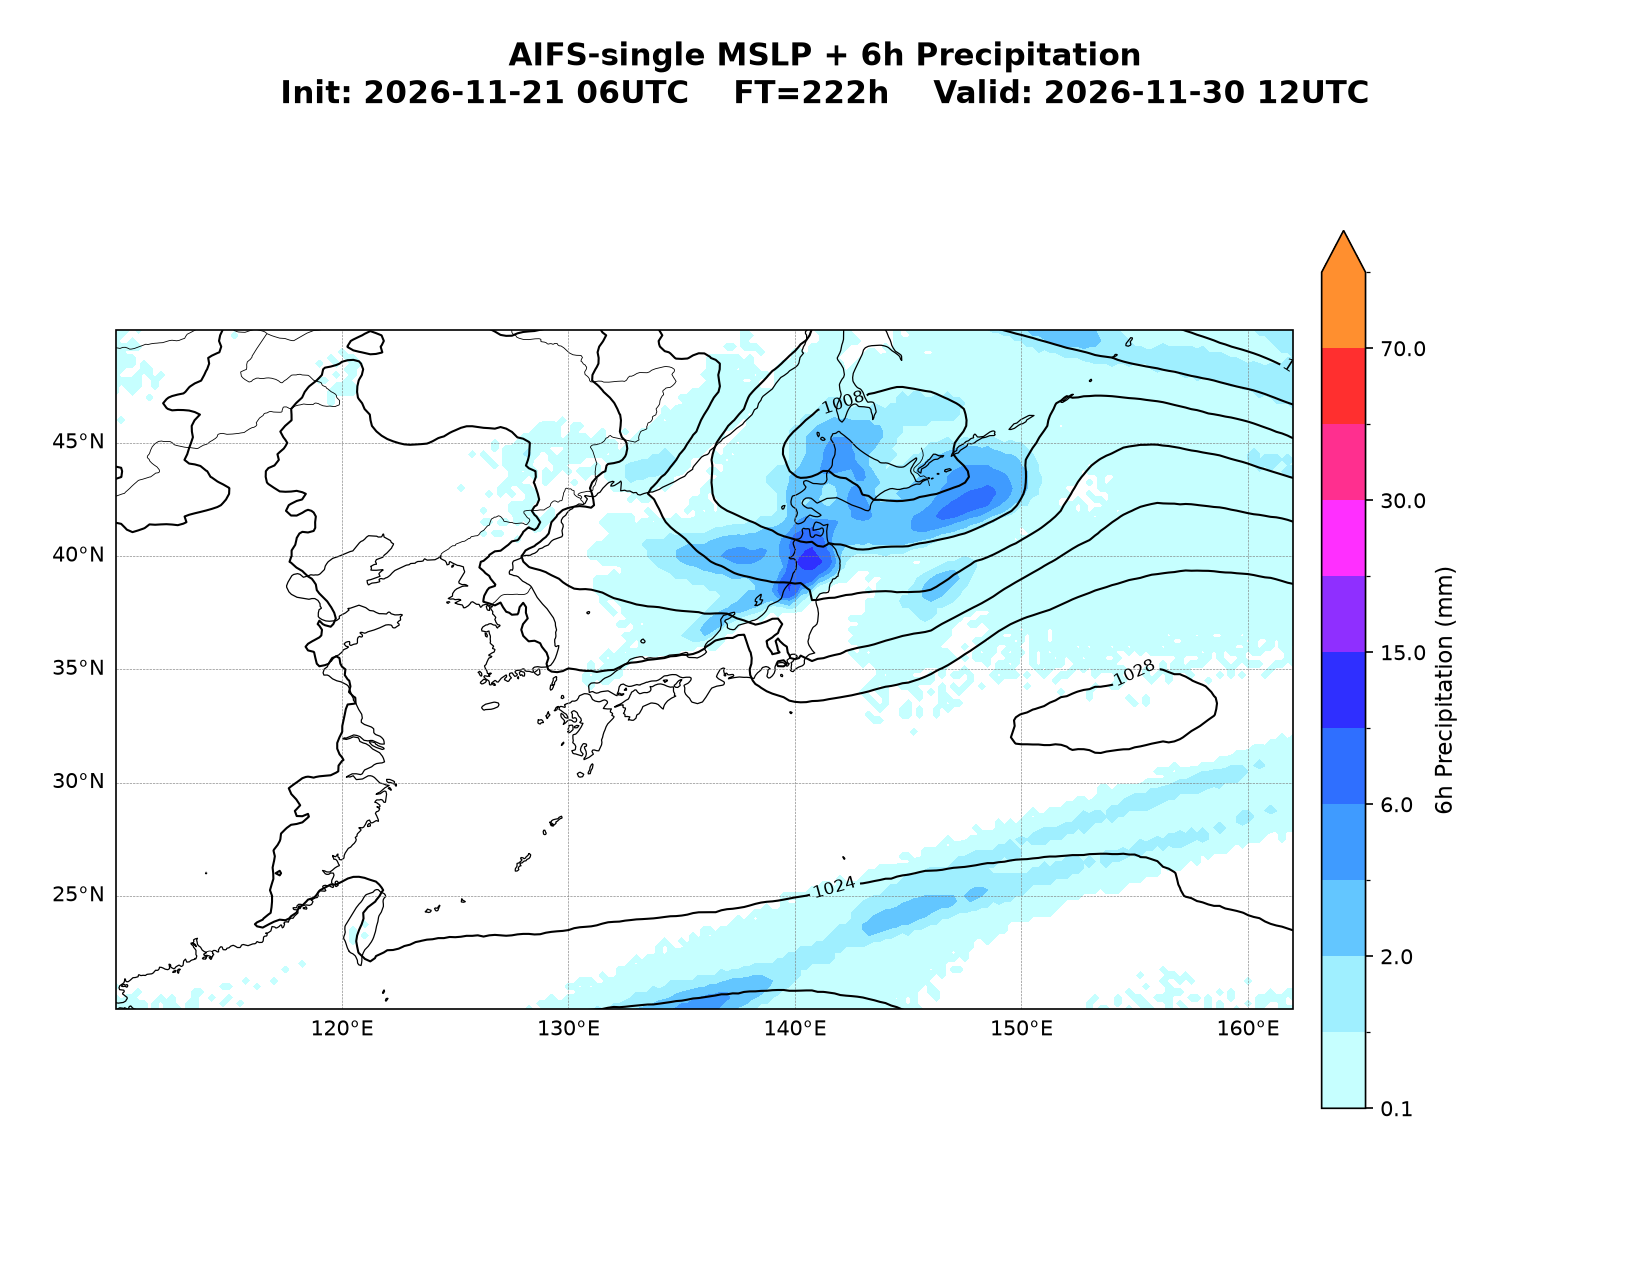 AIFS-single MSLP + 6h Precipitation
Init: 2026-11-21 06UTC    FT=222h    Valid: 2026-11-30 12UTC
1008
1028
1024
45°N
40°N
35°N
30°N
25°N
120°E
130°E
140°E
150°E
160°E
70.0
30.0
15.0
6.0
2.0
0.1
6h Precipitation (mm)